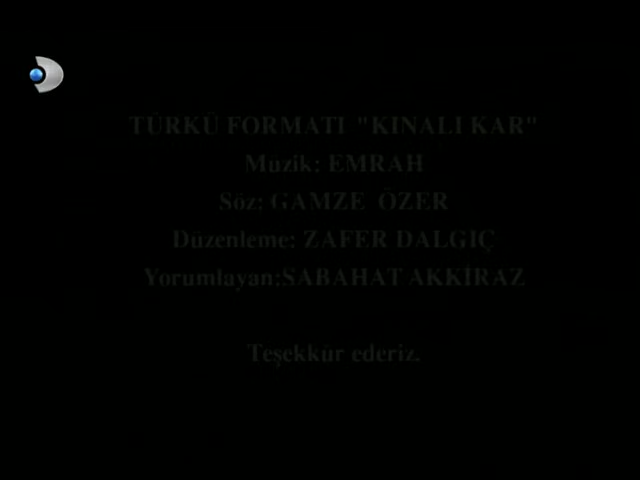 TÜRKÜ FORMATI "KINALI KAR"
Müzik: EMRAH
Söz: GAMZE ÖZER
Düzenleme: ZAFER DALGIÇ
Yorumlayan:SABAHAT AKKİRAZ
Teşekkür ederiz.